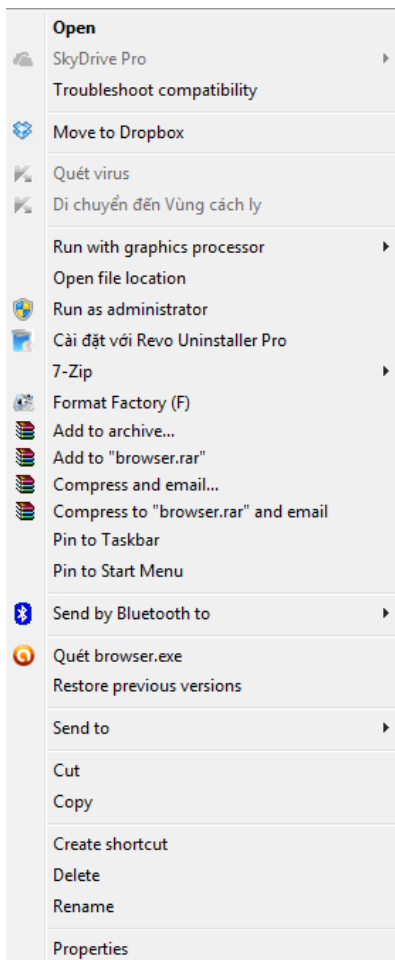 Open
SkyDrive Pro
Troubleshoot compatibility
Move to Dropbox
Quét virus
Di chuyển đến Vùng cách ly
Run with graphics processor
Open file location
Run as administrator
Cài đặt với Revo Uninstaller Pro
7-Zip
Format Factory (F)
Add to archive...
Add to "browser.rar"
Compress and email...
Compress to "browser.rar" and email
Pin to Taskbar
Pin to Start Menu
Send by Bluetooth to
Quét browser.exe
Restore previous versions
Send to
Cut
Copy
Create shortcut
Delete
Rename
Properties